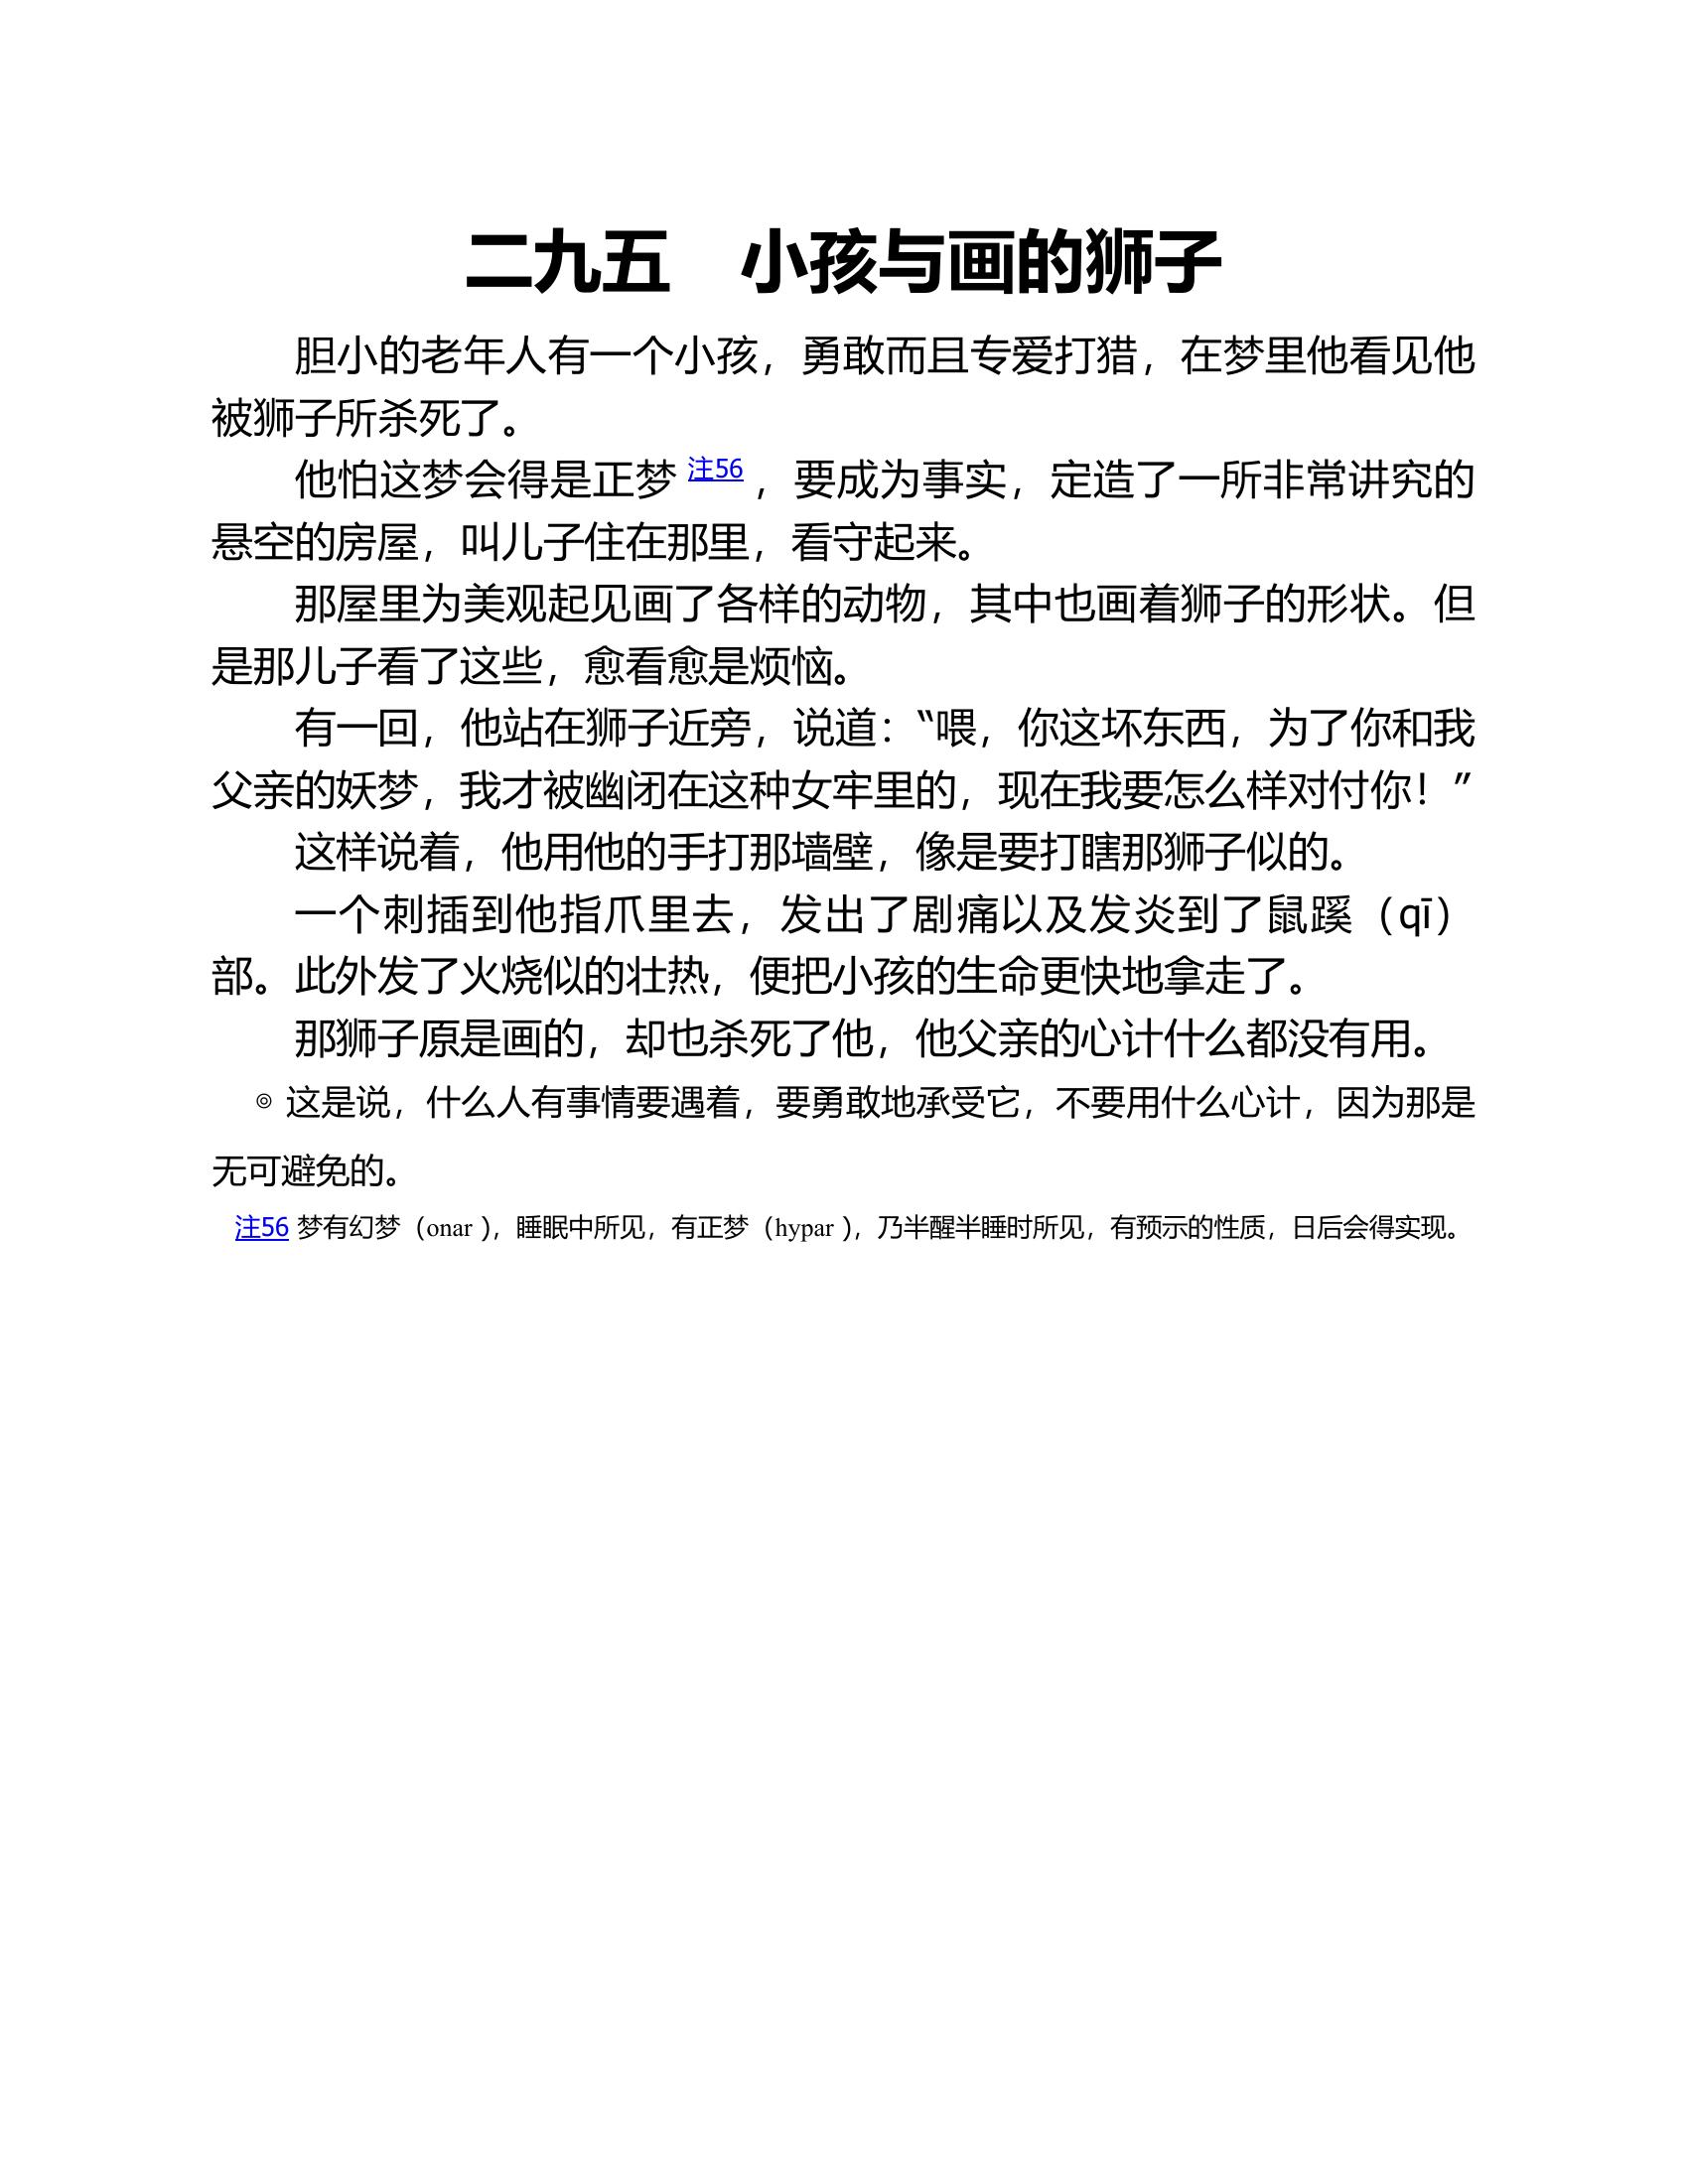 二九五　小孩与画的狮子
胆小的老年人有一个小孩，勇敢而且专爱打猎，在梦里他看见他
被狮子所杀死了。
他怕这梦会得是正梦 注56 ，要成为事实，定造了一所非常讲究的
悬空的房屋，叫儿子住在那里，看守起来。
那屋里为美观起见画了各样的动物，其中也画着狮子的形状。但
是那儿子看了这些，愈看愈是烦恼。
有一回，他站在狮子近旁，说道：“喂，你这坏东西，为了你和我
父亲的妖梦，我才被幽闭在这种女牢里的，现在我要怎么样对付你！”
这样说着，他用他的手打那墙壁，像是要打瞎那狮子似的。
一个刺插到他指爪里去，发出了剧痛以及发炎到了鼠蹊（qī）
部。此外发了火烧似的壮热，便把小孩的生命更快地拿走了。
那狮子原是画的，却也杀死了他，他父亲的心计什么都没有用。
◎ 这是说，什么人有事情要遇着，要勇敢地承受它，不要用什么心计，因为那是
无可避免的。
注56 梦有幻梦（onar ），睡眠中所见，有正梦（hypar ），乃半醒半睡时所见，有预示的性质，日后会得实现。